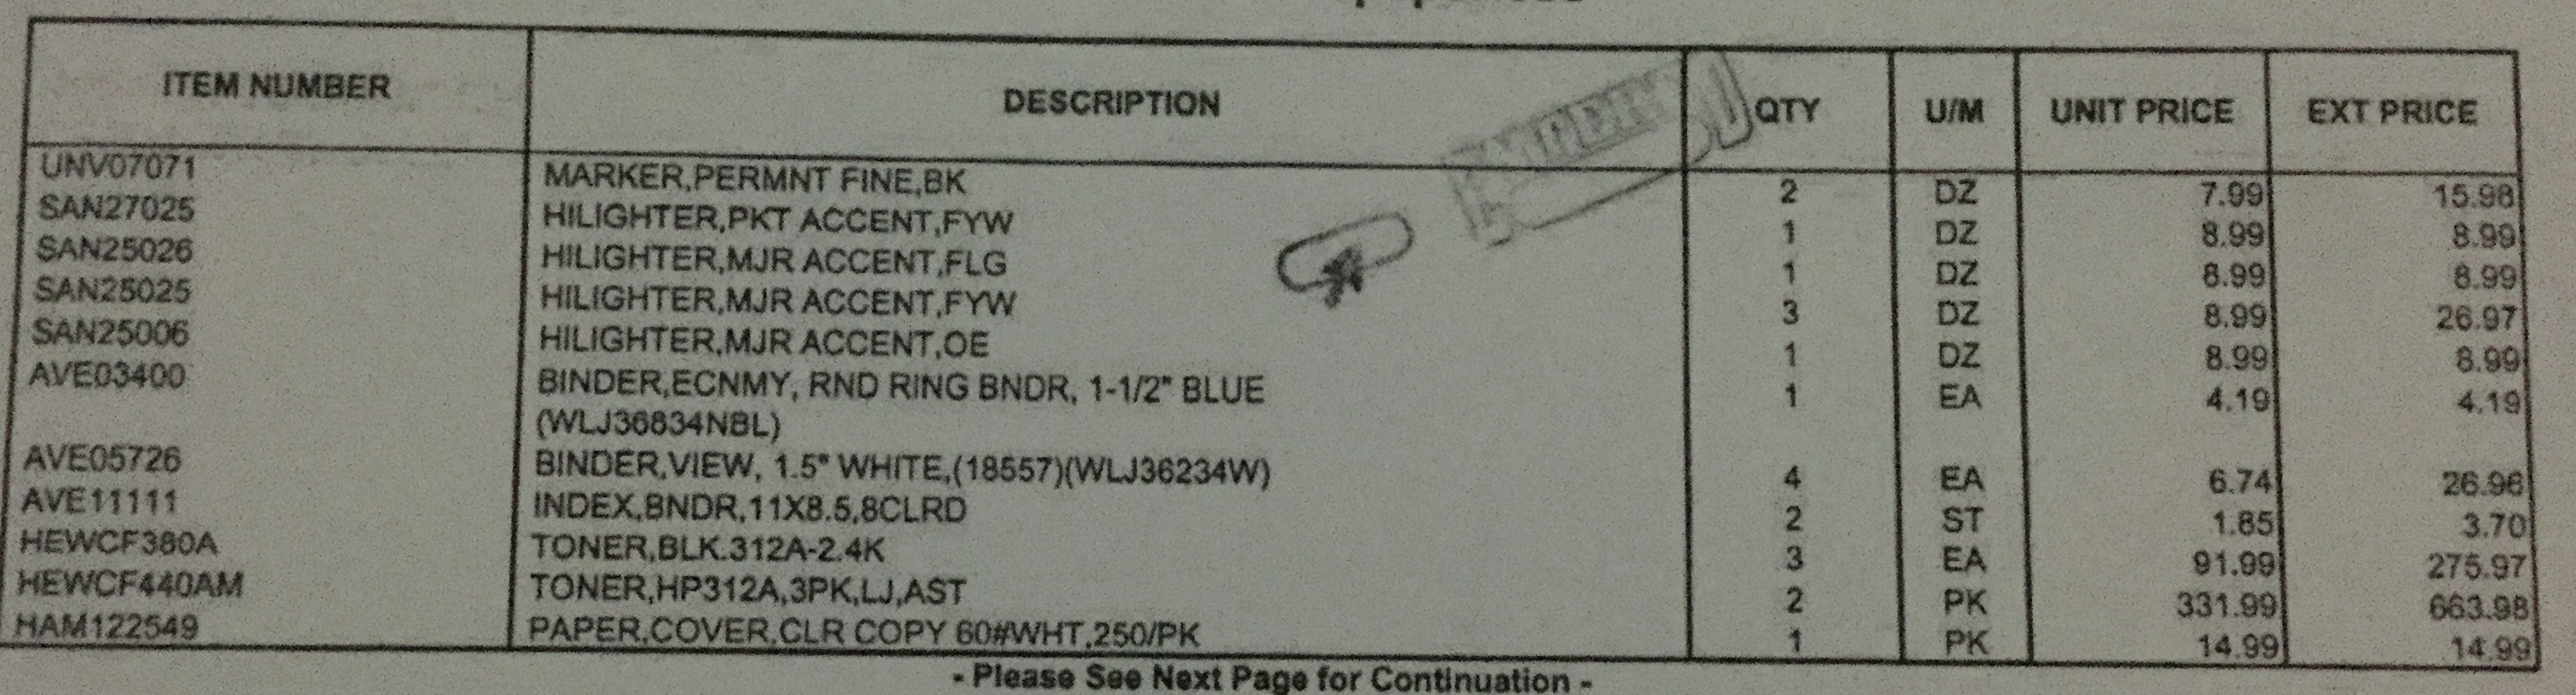 ITEM NUMBER DESCRIPTION QTY U/M UNIT PRICE EXT PRICE
UNV07071 MARKER,PERMNT FINE,BK 2 DZ 7.99 15.98
SAN27025 HILIGHTER,PKT ACCENT,FYW 1 DZ 8.99 8.99
SAN25026 HILIGHTER,MJR ACCENT,FLG 1 DZ 8.99 8.99
SAN25025 HILIGHTER,MJR ACCENT,FYW 3 DZ 8.99 26.97
SAN25006 HILIGHTER,MJR ACCENT,OE 1 DZ 8.99 8.99
AVE03400 BINDER,ECNMY, RND RING BNDR, 1-1/2" BLUE 1 EA 4.19 4.19
(WLJ36834NBL)
AVE05726 BINDER,VIEW, 1.5" WHITE,(18557)(WLJ36234W) 4 EA 6.74 26.96
AVE11111 INDEX,BNDR,11X8.5,8CLRD 2 ST 1.85 3.70
HEWCF380A TONER,BLK.312A-2.4K 3 EA 91.99 275.97
HEWCF440AM TONER,HP312A,3PK,LJ,AST 2 PK 331.99 663.98
HAM122549 PAPER,COVER,CLR COPY 60#WHT,250/PK 1 PK 14.99 14.99
- Please See Next Page for Continuation -